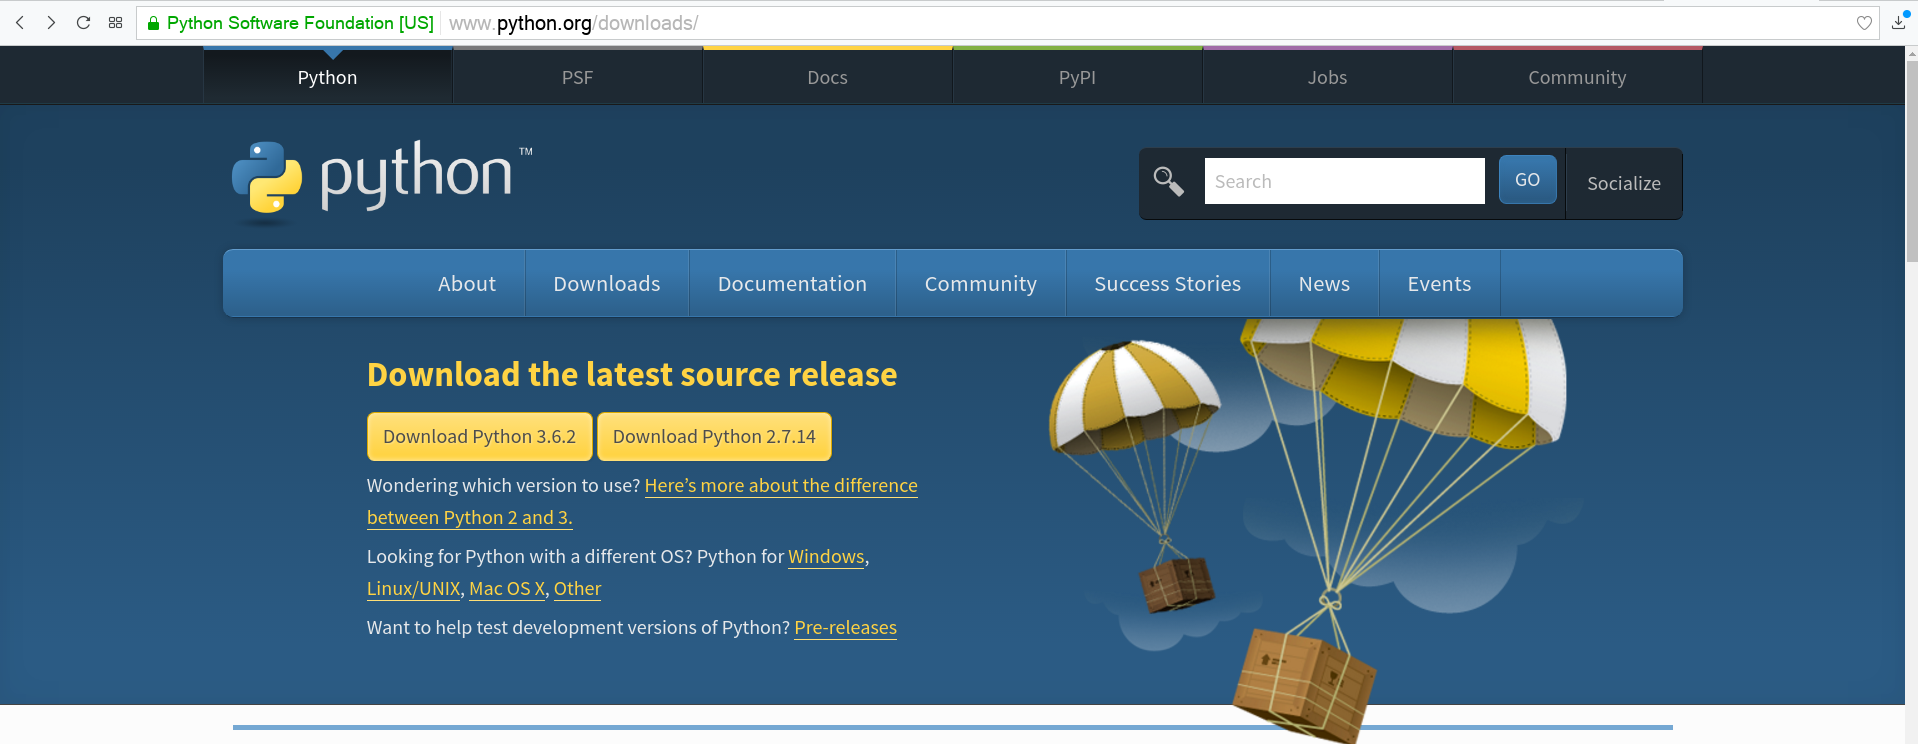 Python Software Foundation [US] www.python.org/downloads/
Python PSF Docs PyPI Jobs Community
python™
Search GO Socialize
About Downloads Documentation Community Success Stories News Events
Download the latest source release
Download Python 3.6.2 Download Python 2.7.14
Wondering which version to use? Here’s more about the difference
between Python 2 and 3.
Looking for Python with a different OS? Python for Windows,
Linux/UNIX, Mac OS X, Other
Want to help test development versions of Python? Pre-releases